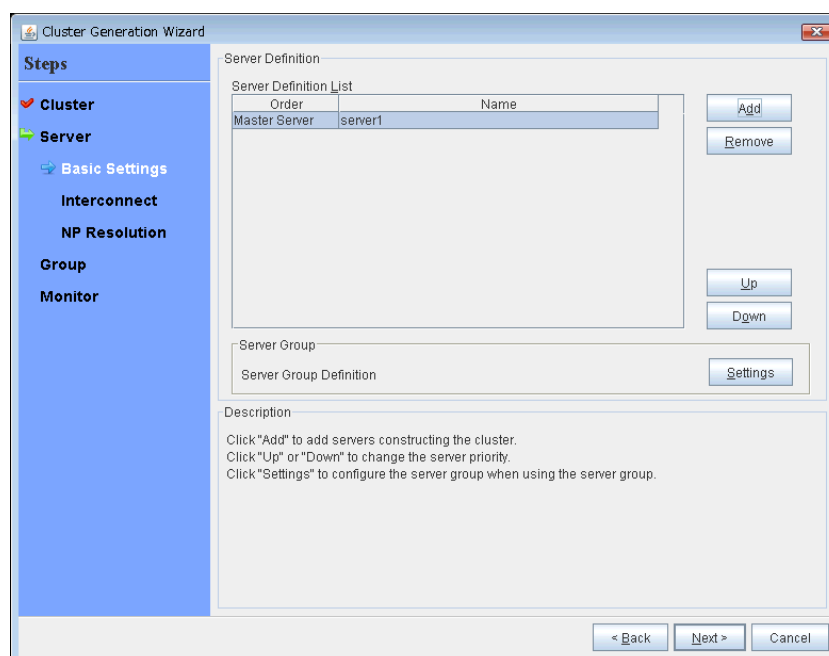 Cluster Generation Wizard
Steps
Cluster
Server
Basic Settings
Interconnect
NP Resolution
Group
Monitor
Server Definition
Server Definition List
Order Name
Master Server server1
Add
Remove
Up
Down
Server Group
Server Group Definition
Settings
Description
Click "Add" to add servers constructing the cluster.
Click "Up" or "Down" to change the server priority.
Click "Settings" to configure the server group when using the server group.
< Back Next > Cancel